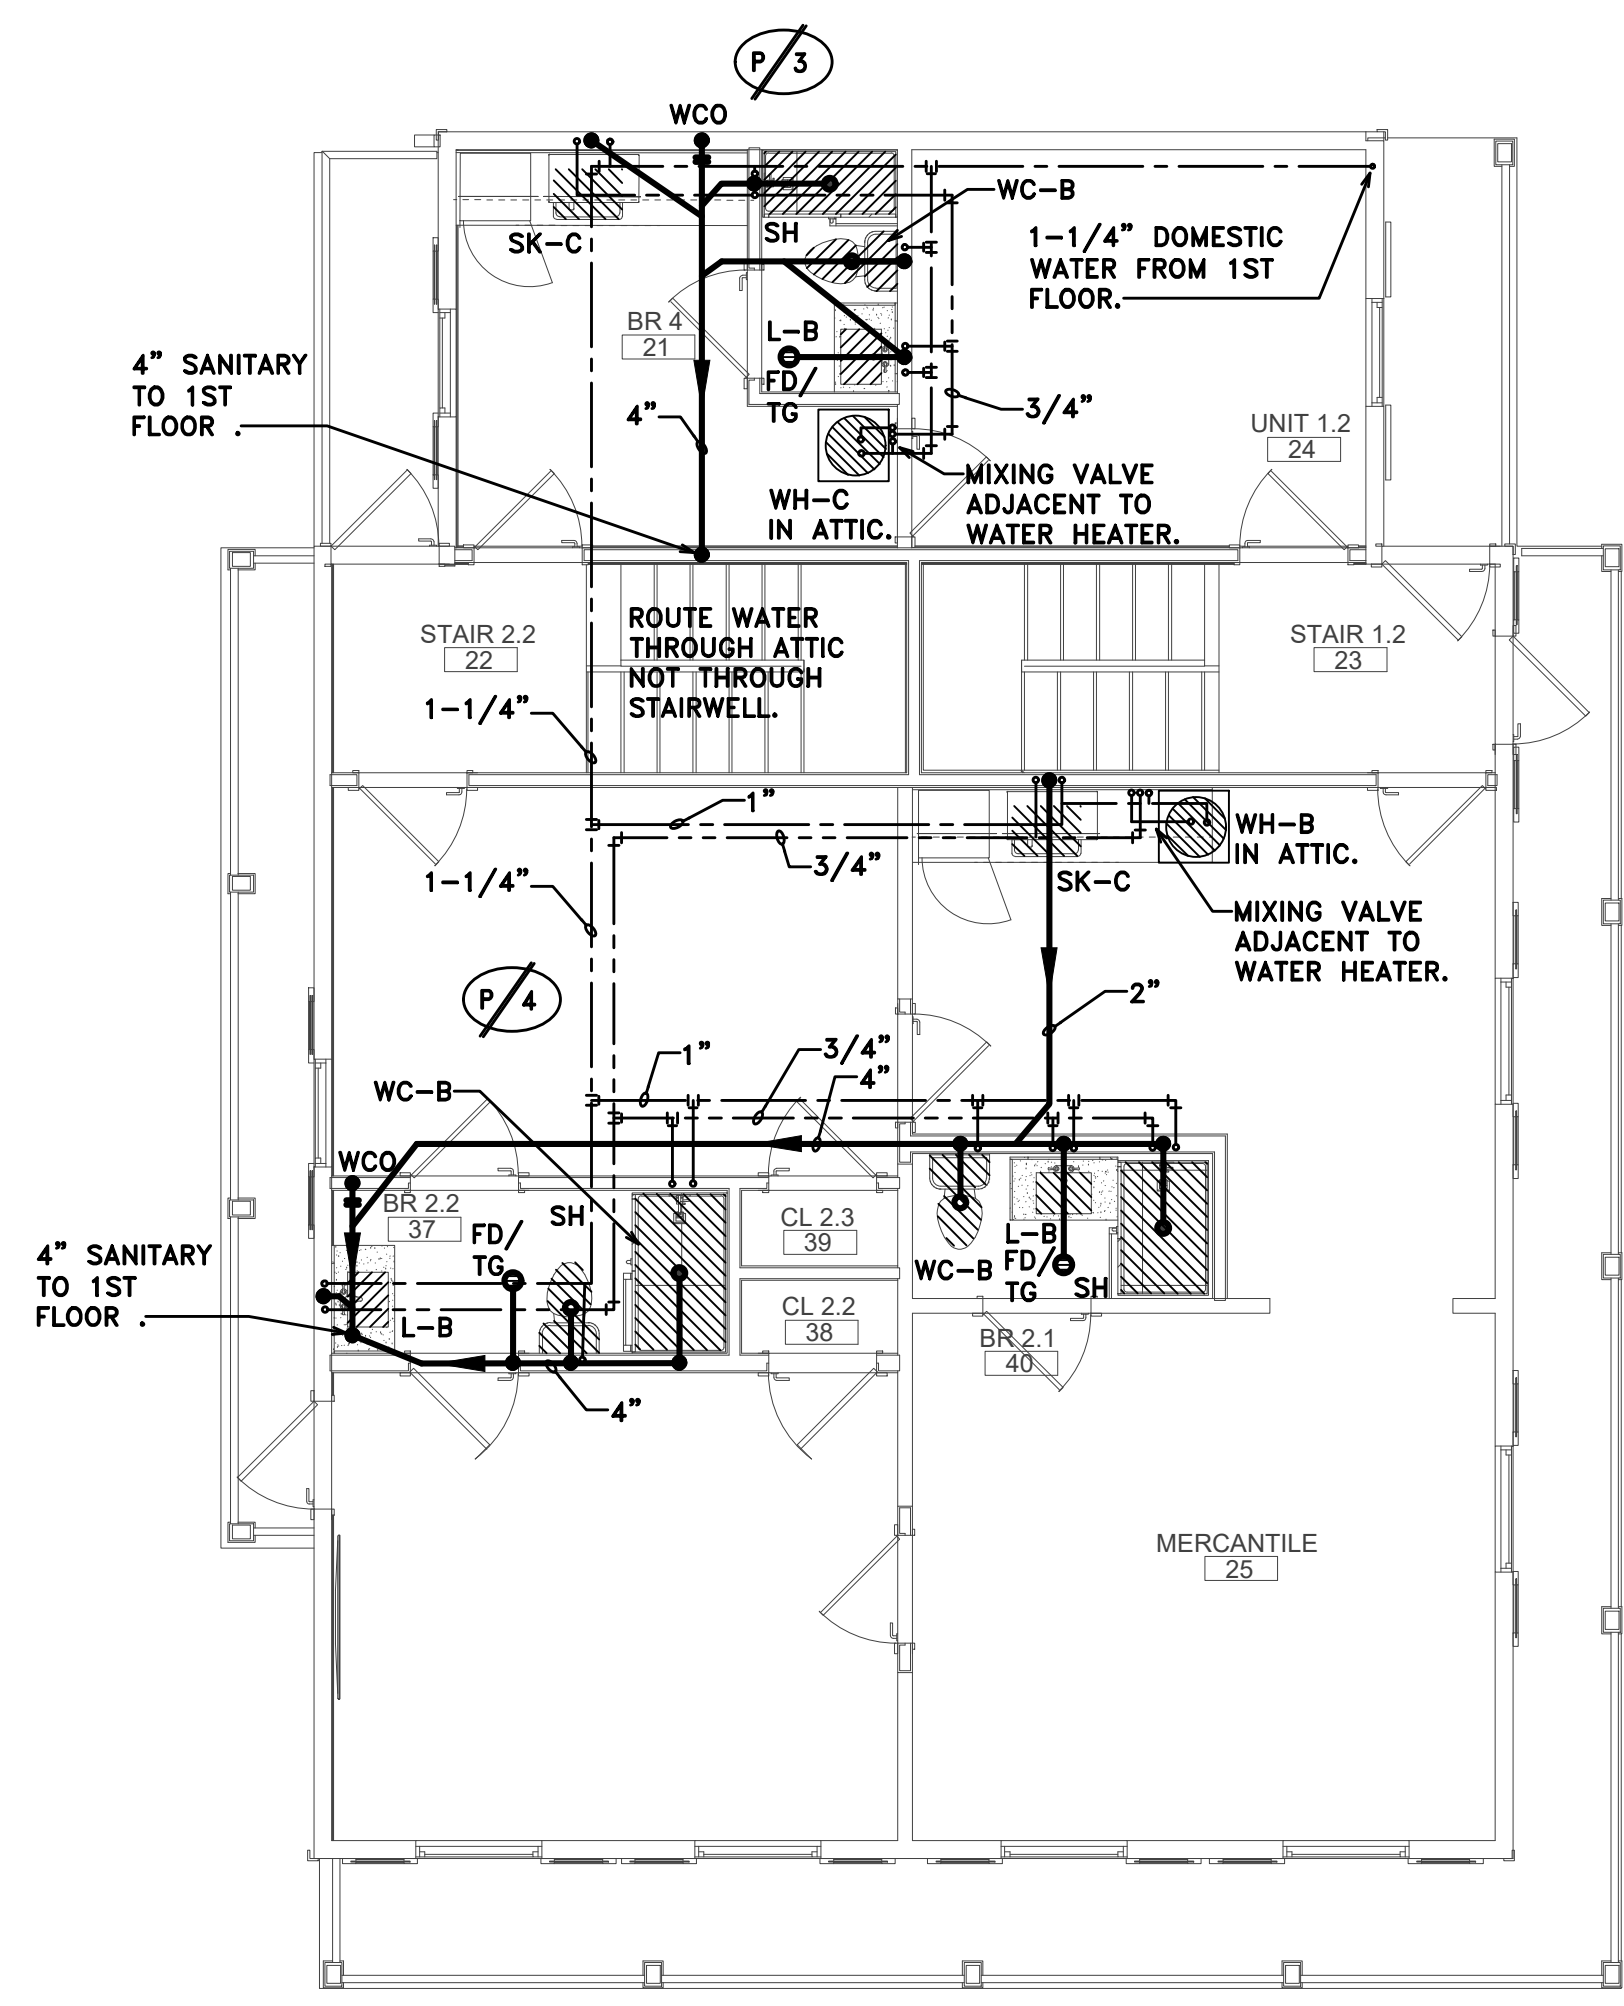 P/3
WCO
SK-C
SH
WC-B
1-1/4” DOMESTIC
WATER FROM 1ST
FLOOR.
BR 4
21
L-B
FD/
TG
4” SANITARY
TO 1ST
FLOOR .
4”
3/4”
UNIT 1.2
24
WH-C
IN ATTIC.
MIXING VALVE
ADJACENT TO
WATER HEATER.
STAIR 2.2
22
ROUTE WATER
THROUGH ATTIC
NOT THROUGH
STAIRWELL.
STAIR 1.2
23
1-1/4”
1”
3/4”
WH-B
IN ATTIC.
1-1/4”
SK-C
MIXING VALVE
ADJACENT TO
WATER HEATER.
P/4
2”
1”
3/4”
4”
WC-B
WCO
BR 2.2
37
SH
FD/
TG
CL 2.3
39
L-B
FD/
TG
WC-B
SH
4” SANITARY
TO 1ST
FLOOR .
L-B
CL 2.2
38
BR 2.1
40
4”
MERCANTILE
25